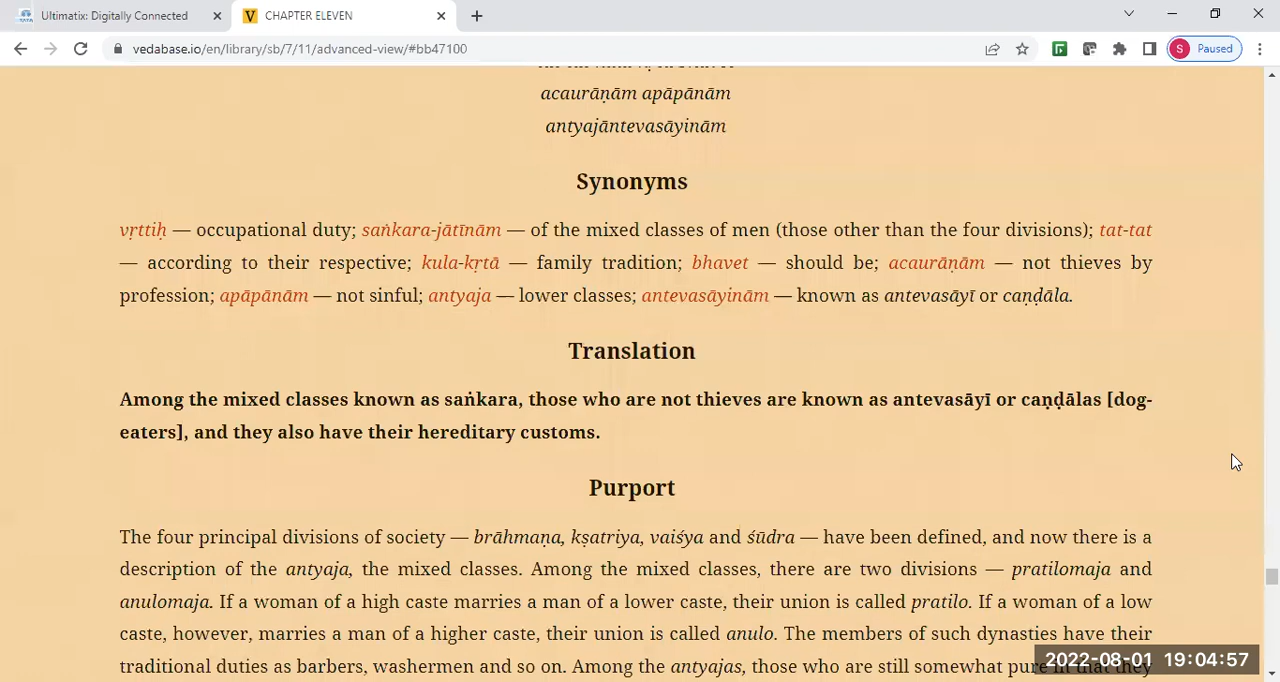 Ultimatix: Digitally Connected
CHAPTER ELEVEN
vedabase.io/en/library/sb/7/11/advanced-view/#bb47100
S Paused
acaurāṇām apāpānām
antyajāntevasāyinām
Synonyms
vṛttiḥ — occupational duty; saṅkara-jātīnām — of the mixed classes of men (those other than the four divisions); tat-tat
— according to their respective; kula-kṛtā — family tradition; bhavet — should be; acaurāṇām — not thieves by
profession; apāpānām — not sinful; antyaja — lower classes; antevasāyinām — known as antevasāyī or caṇḍāla.
Translation
Among the mixed classes known as saṅkara, those who are not thieves are known as antevasāyī or caṇḍālas [dog-
eaters], and they also have their hereditary customs.
Purport
The four principal divisions of society — brāhmaṇa, kṣatriya, vaiśya and śūdra — have been defined, and now there is a
description of the antyaja, the mixed classes. Among the mixed classes, there are two divisions — pratilomaja and
anulomaja. If a woman of a high caste marries a man of a lower caste, their union is called pratilo. If a woman of a low
caste, however, marries a man of a higher caste, their union is called anulo. The members of such dynasties have their
traditional duties as barbers, washermen and so on. Among the antyajas, those who are still somewhat pure in that they
2022-08-01 19:04:57